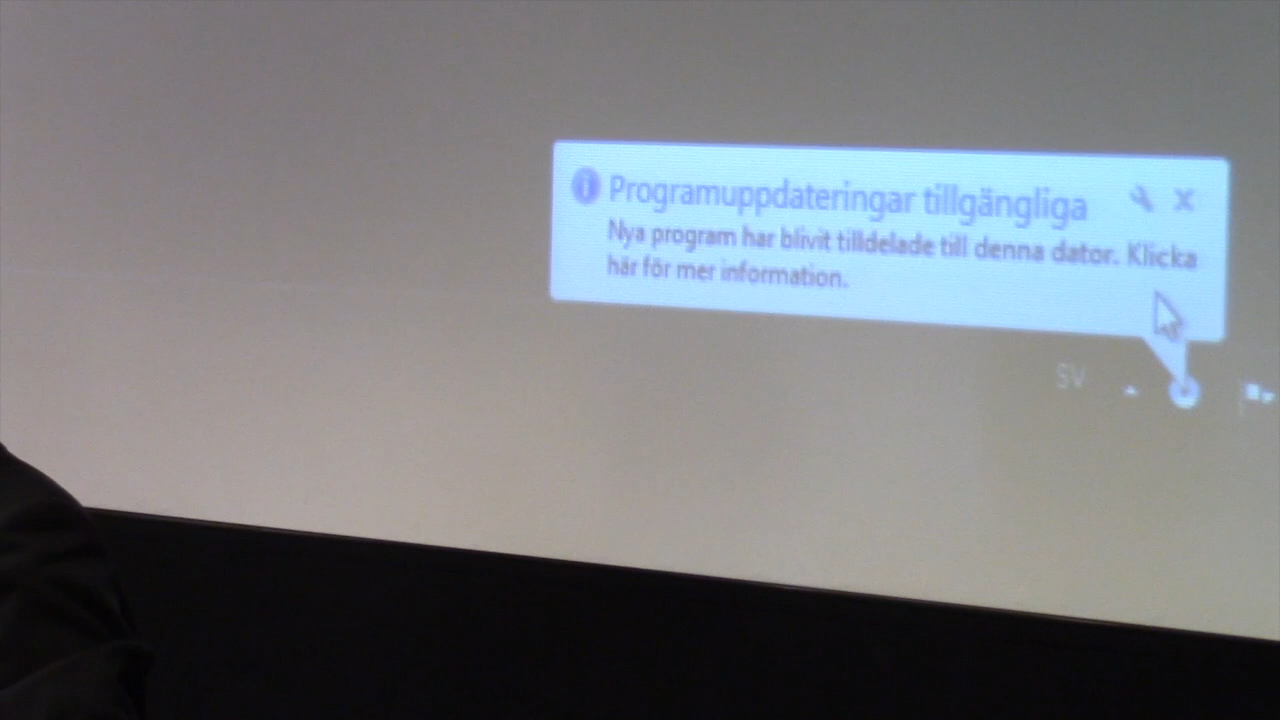 Programuppdateringar tillgängliga
Nya program har blivit tilldelade till denna dator. Klicka
här för mer information.
SV